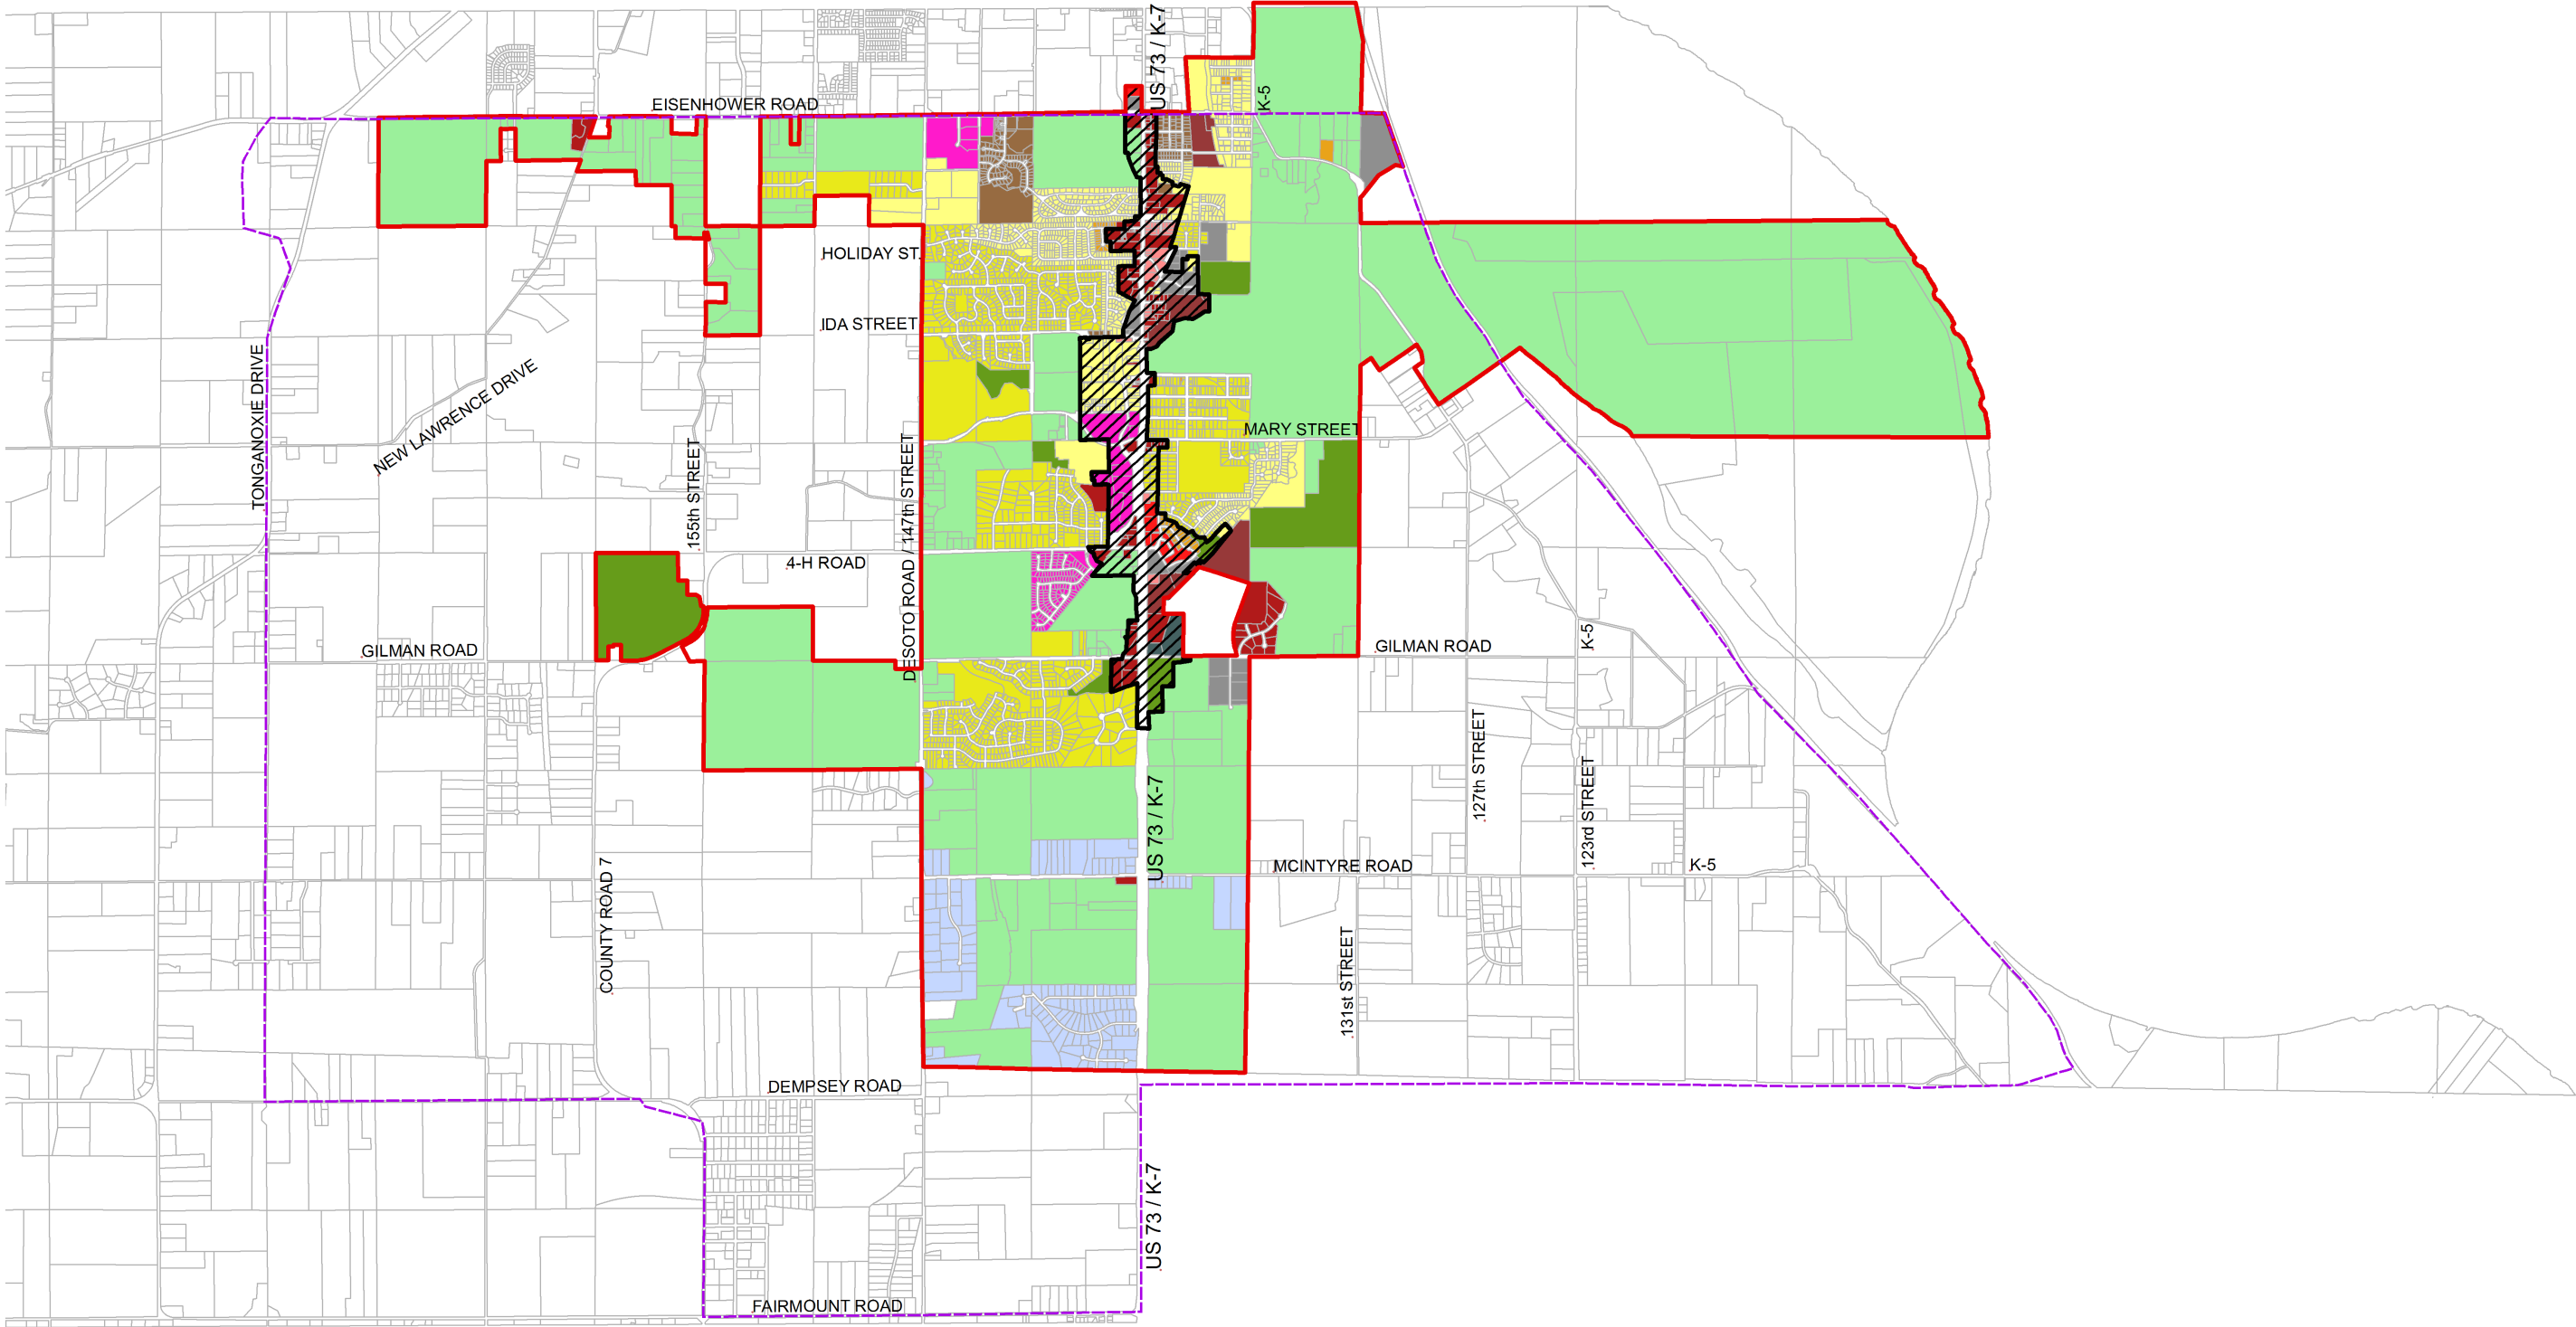 US 73 / K-7
K-5
EISENHOWER ROAD
HOLIDAY ST.
IDA STREET
TONGANOXIE DRIVE
NEW LAWRENCE DRIVE
MARY STREET
155th STREET
DESOTO ROAD / 147th STREET
4-H ROAD
GILMAN ROAD
GILMAN ROAD
K-5
127th STREET
123rd STREET
US 73 / K-7
COUNTY ROAD 7
MCINTYRE ROAD
K-5
131st STREET
DEMPSEY ROAD
US 73 / K-7
FAIRMOUNT ROAD